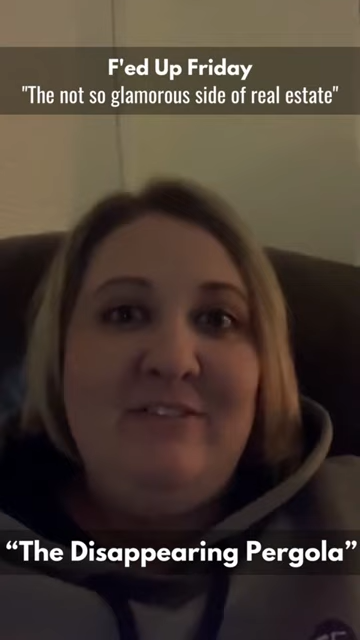 F'ed Up Friday
"The not so glamorous side of real estate"
“The Disappearing Pergola”